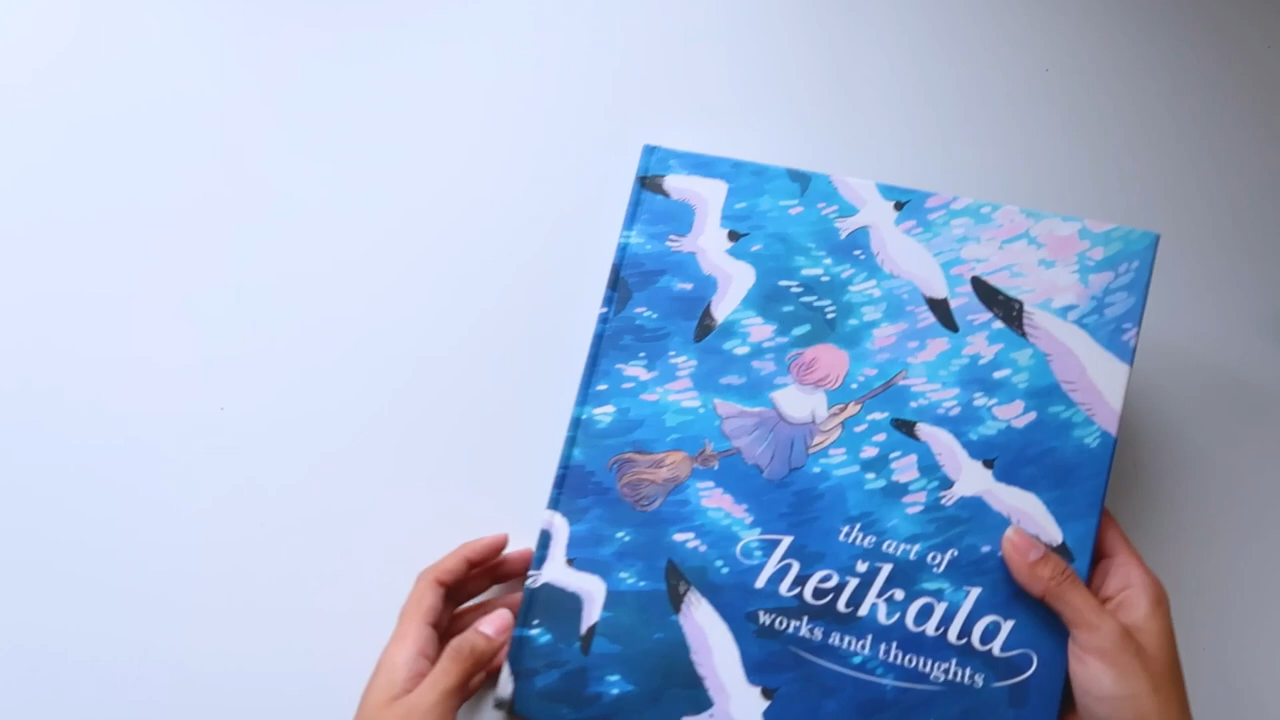 the art of
heikala
works and thoughts